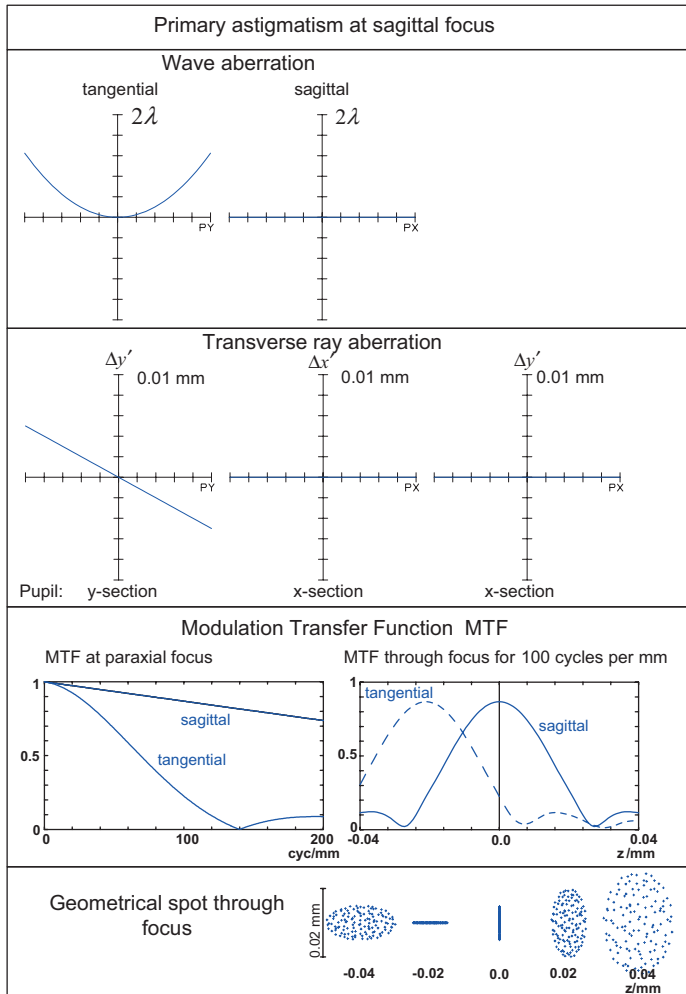 Primary astigmatism at sagittal focus
Wave aberration
tangential sagittal
2λ 2λ
PY PX
Transverse ray aberration
Δy′ Δx′ Δy′
0.01 mm 0.01 mm 0.01 mm
PY PX PX
Pupil: y-section x-section x-section
Modulation Transfer Function MTF
MTF at paraxial focus MTF through focus for 100 cycles per mm
1 tangential 1
sagittal sagittal
0.5 tangential 0.5
0 0
0 100 200 -0.04 0.0 0.04
cyc/mm z/mm
Geometrical spot through
focus
0.02 mm
-0.04 -0.02 0.0 0.02 0.04
z/mm